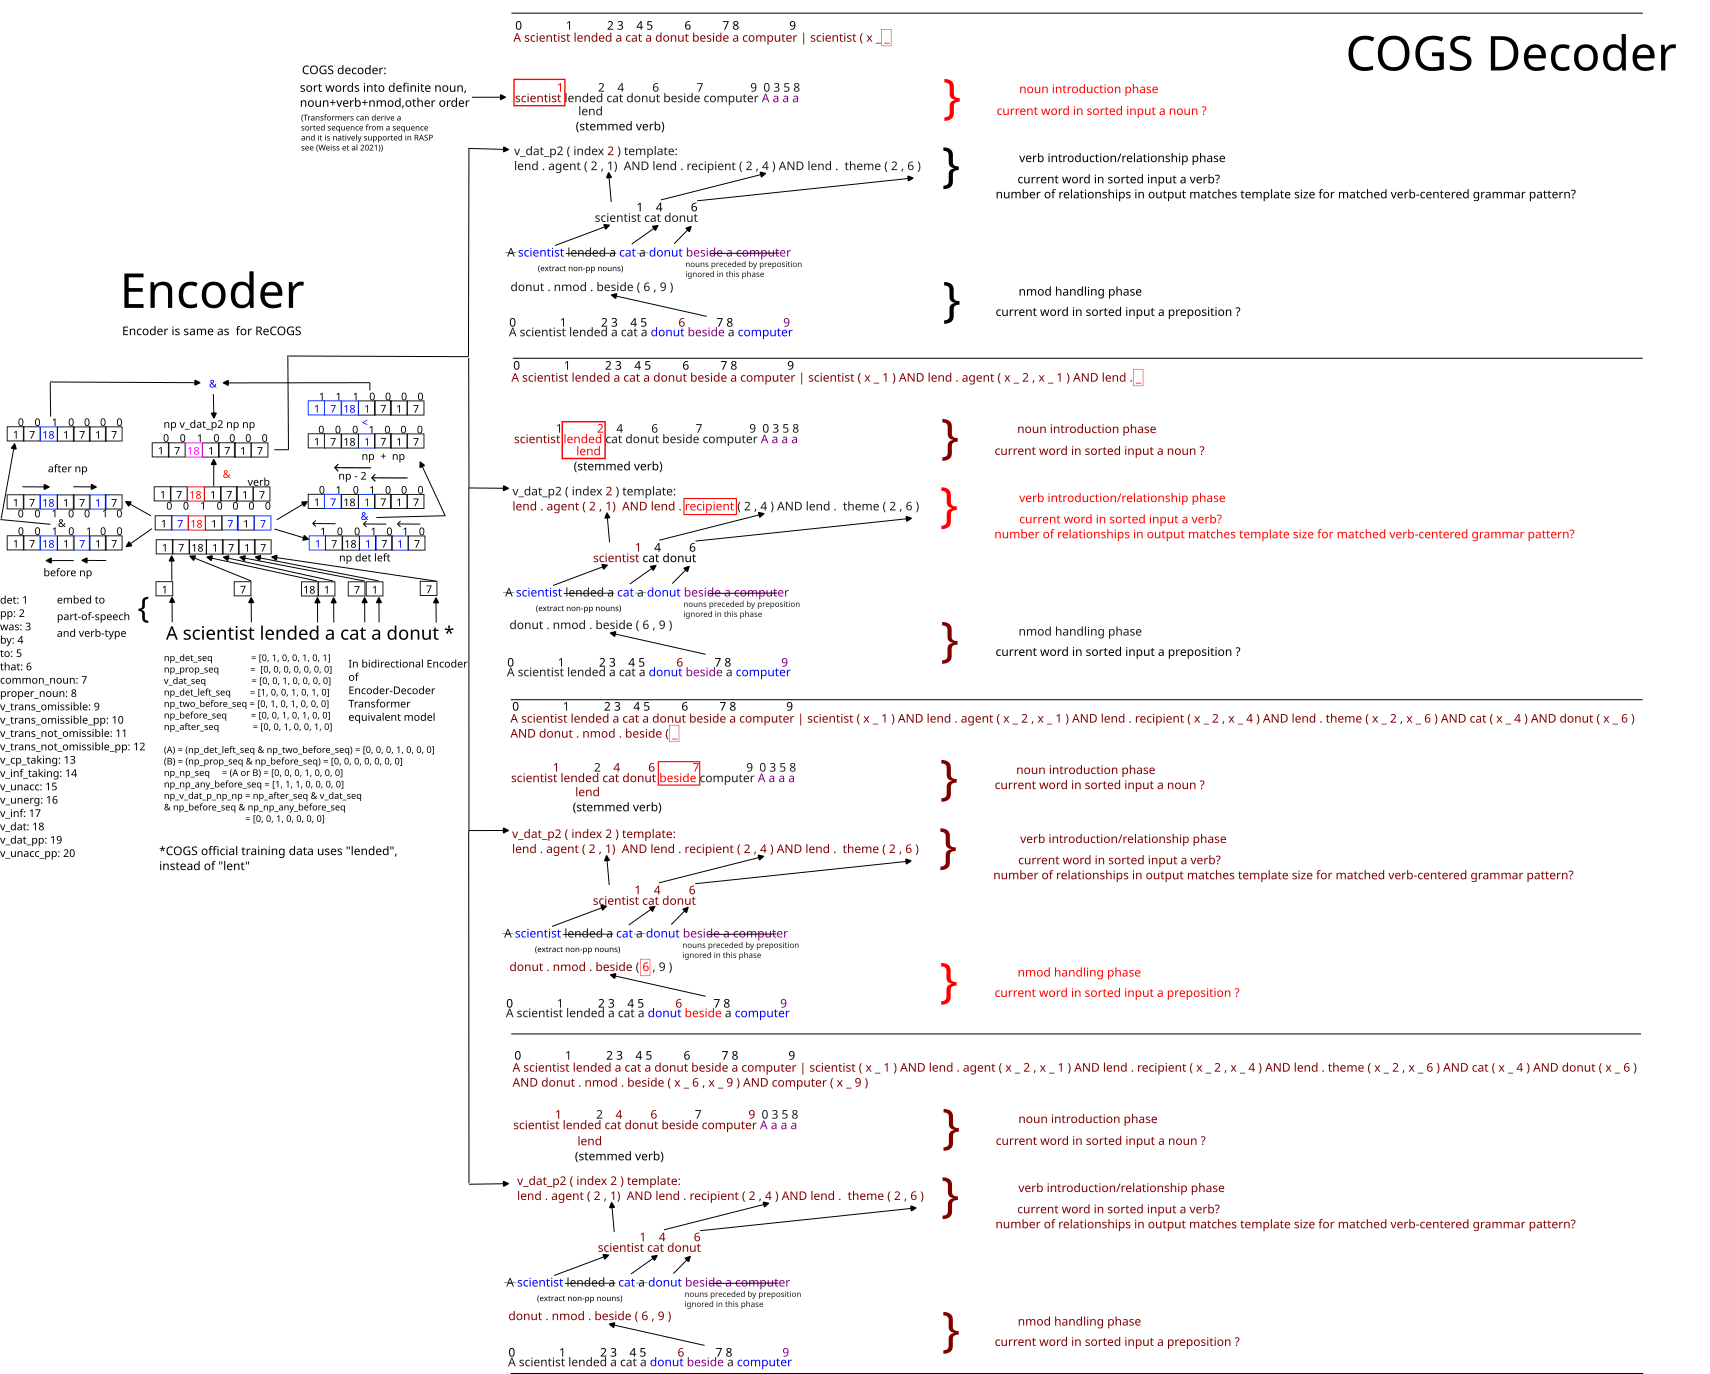 COGS Decoder
0 1 2 3 4 5 6 7 8 9
A scientist lended a cat a donut beside a computer | scientist ( x _ _
COGS decoder:
sort words into definite noun,
noun+verb+nmod,other order
(Transformers can derive a
sorted sequence from a sequence
and it is natively supported in RASP
see (Weiss et al 2021))
1 2 4 6 7 9 0 3 5 8
scientist lended cat donut beside computer A a a a
lend
(stemmed verb)
noun introduction phase
current word in sorted input a noun ?
v_dat_p2 ( index 2 ) template:
lend . agent ( 2 , 1) AND lend . recipient ( 2 , 4 ) AND lend . theme ( 2 , 6 )
verb introduction/relationship phase
current word in sorted input a verb?
number of relationships in output matches template size for matched verb-centered grammar pattern?
1 4 6
scientist cat donut
A scientist lended a cat a donut beside a computer
(extract non-pp nouns)
nouns preceded by preposition
ignored in this phase
donut . nmod . beside ( 6 , 9 )
0 1 2 3 4 5 6 7 8 9
A scientist lended a cat a donut beside a computer
nmod handling phase
current word in sorted input a preposition ?
0 1 2 3 4 5 6 7 8 9
A scientist lended a cat a donut beside a computer | scientist ( x _ 1 ) AND lend . agent ( x _ 2 , x _ 1 ) AND lend . _
1 2 4 6 7 9 0 3 5 8
scientist lended cat donut beside computer A a a a
lend
(stemmed verb)
noun introduction phase
current word in sorted input a noun ?
v_dat_p2 ( index 2 ) template:
lend . agent ( 2 , 1) AND lend . recipient ( 2 , 4 ) AND lend . theme ( 2 , 6 )
verb introduction/relationship phase
current word in sorted input a verb?
number of relationships in output matches template size for matched verb-centered grammar pattern?
1 4 6
scientist cat donut
A scientist lended a cat a donut beside a computer
(extract non-pp nouns)
nouns preceded by preposition
ignored in this phase
donut . nmod . beside ( 6 , 9 )
0 1 2 3 4 5 6 7 8 9
A scientist lended a cat a donut beside a computer
nmod handling phase
current word in sorted input a preposition ?
0 1 2 3 4 5 6 7 8 9
A scientist lended a cat a donut beside a computer | scientist ( x _ 1 ) AND lend . agent ( x _ 2 , x _ 1 ) AND lend . recipient ( x _ 2 , x _ 4 ) AND lend . theme ( x _ 2 , x _ 6 ) AND cat ( x _ 4 ) AND donut ( x _ 6 )
AND donut . nmod . beside ( _
1 2 4 6 7 9 0 3 5 8
scientist lended cat donut beside computer A a a a
lend
(stemmed verb)
noun introduction phase
current word in sorted input a noun ?
v_dat_p2 ( index 2 ) template:
lend . agent ( 2 , 1) AND lend . recipient ( 2 , 4 ) AND lend . theme ( 2 , 6 )
verb introduction/relationship phase
current word in sorted input a verb?
number of relationships in output matches template size for matched verb-centered grammar pattern?
1 4 6
scientist cat donut
A scientist lended a cat a donut beside a computer
(extract non-pp nouns)
nouns preceded by preposition
ignored in this phase
donut . nmod . beside ( 6 , 9 )
0 1 2 3 4 5 6 7 8 9
A scientist lended a cat a donut beside a computer
nmod handling phase
current word in sorted input a preposition ?
0 1 2 3 4 5 6 7 8 9
A scientist lended a cat a donut beside a computer | scientist ( x _ 1 ) AND lend . agent ( x _ 2 , x _ 1 ) AND lend . recipient ( x _ 2 , x _ 4 ) AND lend . theme ( x _ 2 , x _ 6 ) AND cat ( x _ 4 ) AND donut ( x _ 6 )
AND donut . nmod . beside ( x _ 6 , x _ 9 ) AND computer ( x _ 9 )
1 2 4 6 7 9 0 3 5 8
scientist lended cat donut beside computer A a a a
lend
(stemmed verb)
noun introduction phase
current word in sorted input a noun ?
v_dat_p2 ( index 2 ) template:
lend . agent ( 2 , 1) AND lend . recipient ( 2 , 4 ) AND lend . theme ( 2 , 6 )
verb introduction/relationship phase
current word in sorted input a verb?
number of relationships in output matches template size for matched verb-centered grammar pattern?
1 4 6
scientist cat donut
A scientist lended a cat a donut beside a computer
(extract non-pp nouns)
nouns preceded by preposition
ignored in this phase
donut . nmod . beside ( 6 , 9 )
0 1 2 3 4 5 6 7 8 9
A scientist lended a cat a donut beside a computer
nmod handling phase
current word in sorted input a preposition ?
Encoder
Encoder is same as for ReCOGS
&
0 0 1 0 0 0 0
1 7 18 1 7 1 7
np v_dat_p2 np np
0 0 1 0 0 0 0
1 7 18 1 7 1 7
1 1 1 0 0 0 0
1 7 18 1 7 1 7
<
0 0 0 1 0 0 0
1 7 18 1 7 1 7
np + np
after np
&
verb
np - 2
1 7 18 1 7 1 7
0 0 1 0 0 1 0
1 7 18 1 7 1 7
0 0 1 0 0 0 0
0 1 0 1 0 0 0
1 7 18 1 7 1 7
&
&
0 0 1 0 1 0 0
1 7 18 1 7 1 7
before np
1 7 18 1 7 1 7
1 7 18 1 7 1 7
1 0 0 1 0 1 0
1 7 18 1 7 1 7
np det left
1 7 18 1 7 1 7
embed to
part-of-speech
and verb-type
{
A scientist lended a cat a donut *
det: 1
pp: 2
was: 3
by: 4
to: 5
that: 6
common_noun: 7
proper_noun: 8
v_trans_omissible: 9
v_trans_omissible_pp: 10
v_trans_not_omissible: 11
v_trans_not_omissible_pp: 12
v_cp_taking: 13
v_inf_taking: 14
v_unacc: 15
v_unerg: 16
v_inf: 17
v_dat: 18
v_dat_pp: 19
v_unacc_pp: 20
np_det_seq = [0, 1, 0, 0, 1, 0, 1]
np_prop_seq = [0, 0, 0, 0, 0, 0, 0]
v_dat_seq = [0, 0, 1, 0, 0, 0, 0]
np_det_left_seq = [1, 0, 0, 1, 0, 1, 0]
np_two_before_seq = [0, 1, 0, 1, 0, 0, 0]
np_before_seq = [0, 0, 1, 0, 1, 0, 0]
np_after_seq = [0, 0, 1, 0, 0, 1, 0]
In bidirectional Encoder
of
Encoder-Decoder
Transformer
equivalent model
(A) = (np_det_left_seq & np_two_before_seq) = [0, 0, 0, 1, 0, 0, 0]
(B) = (np_prop_seq & np_before_seq) = [0, 0, 0, 0, 0, 0, 0]
np_np_seq = (A or B) = [0, 0, 0, 1, 0, 0, 0]
np_np_any_before_seq = [1, 1, 1, 0, 0, 0, 0]
np_v_dat_p_np_np = np_after_seq & v_dat_seq
& np_before_seq & np_np_any_before_seq
= [0, 0, 1, 0, 0, 0, 0]
*COGS official training data uses "lended",
instead of "lent"